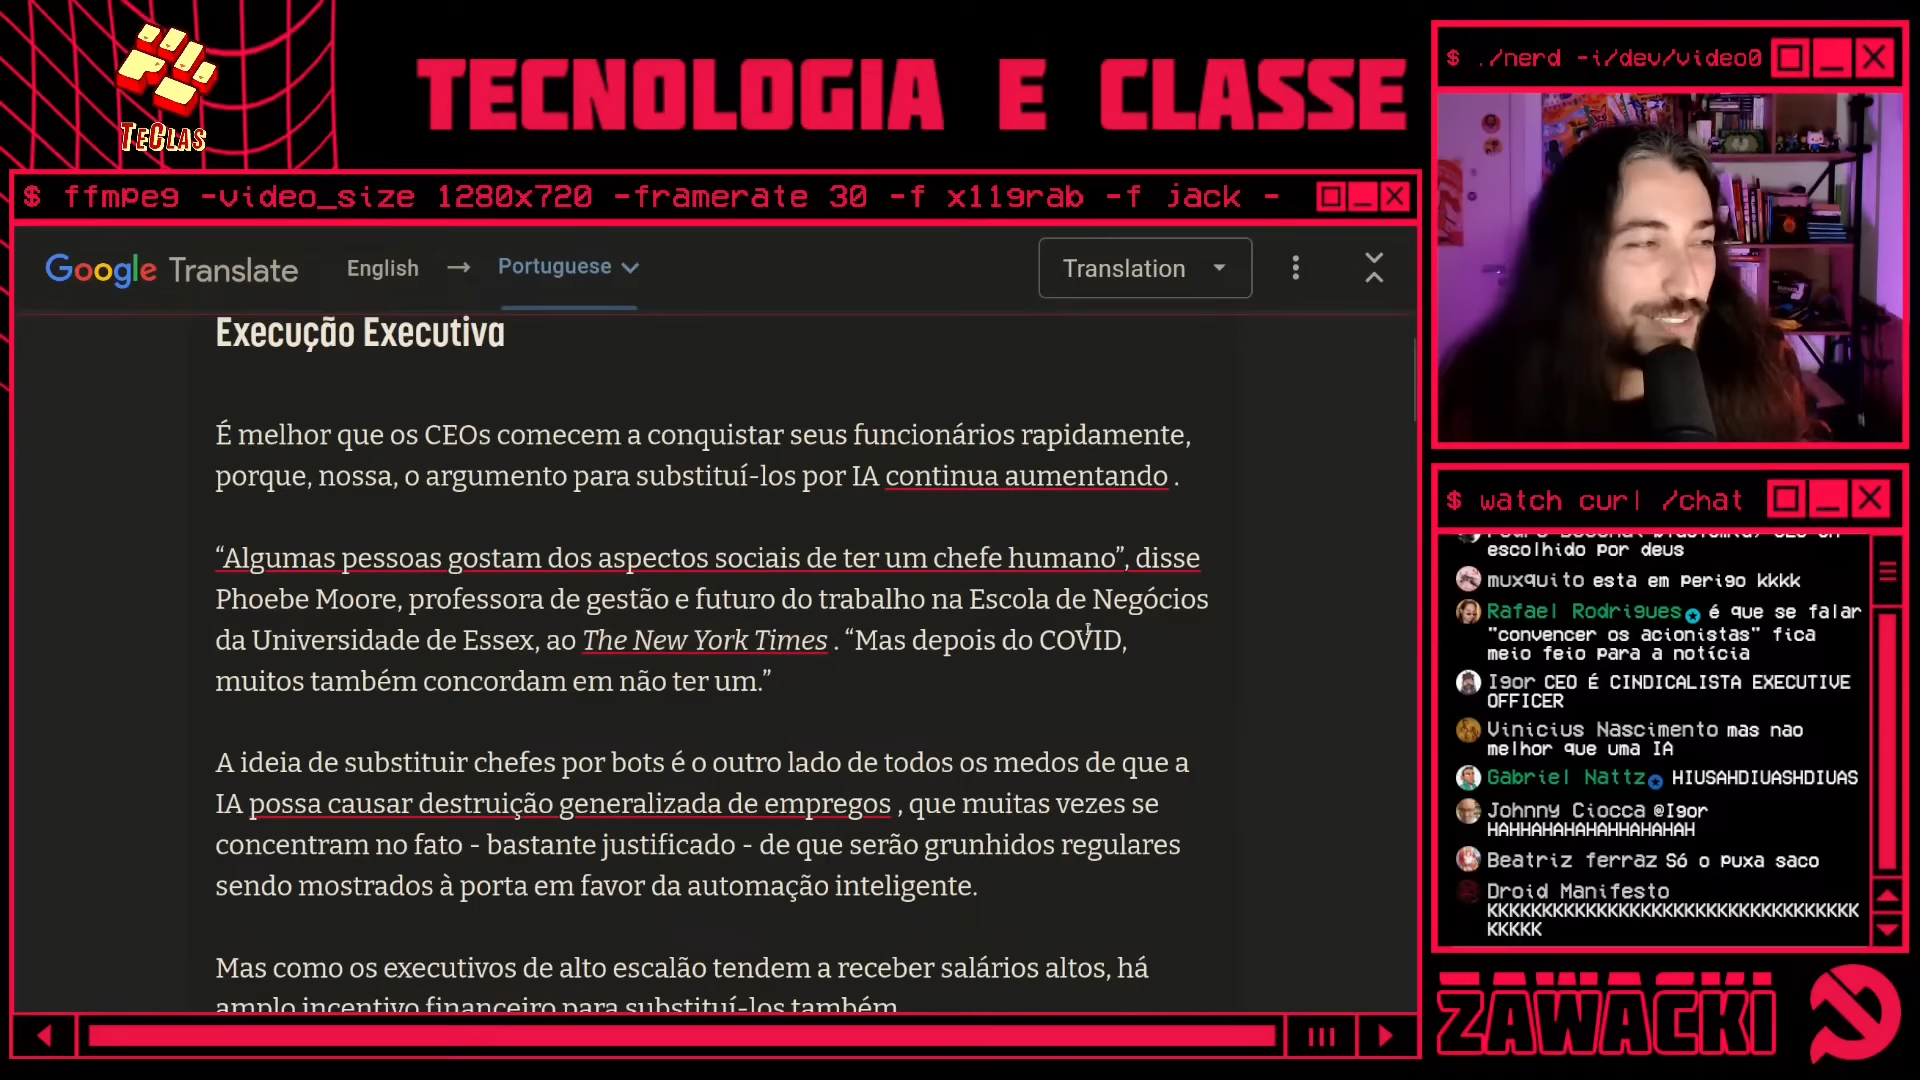 TeClas
TECNOLOGIA E CLASSE
$ ./nerd -i/dev/video0
$ ffmpeg -video_size 1280x720 -framerate 30 -f x11grab -f jack -
Google Translate English → Portuguese Translation
Execução Executiva
É melhor que os CEOs comecem a conquistar seus funcionários rapidamente,
porque, nossa, o argumento para substituí-los por IA continua aumentando .
“Algumas pessoas gostam dos aspectos sociais de ter um chefe humano”, disse
Phoebe Moore, professora de gestão e futuro do trabalho na Escola de Negócios
da Universidade de Essex, ao The New York Times . “Mas depois do COVID,
muitos também concordam em não ter um.”
A ideia de substituir chefes por bots é o outro lado de todos os medos de que a
IA possa causar destruição generalizada de empregos , que muitas vezes se
concentram no fato - bastante justificado - de que serão grunhidos regulares
sendo mostrados à porta em favor da automação inteligente.
Mas como os executivos de alto escalão tendem a receber salários altos, há
amplo incentivo financeiro para substituí-los também
$ watch curl /chat
escolhido por deus
muxquito esta em perigo kkkk
Rafael Rodrigues é que se falar
"convencer os acionistas" fica
meio feio para a notícia
Igor CEO É CINDICALISTA EXECUTIVE
OFFICER
Vinicius Nascimento mas nao
melhor que uma IA
Gabriel Nattz HIUSAHDIUASHDIUAS
Johnny Ciocca @Igor
HAHHAHAHAHAHHAHAHAH
Beatriz ferraz Só o puxa saco
Droid Manifesto
KKKKKKKKKKKKKKKKKKKKKKKKKKKKKKKKKK
KKKKK
ZAWACKI